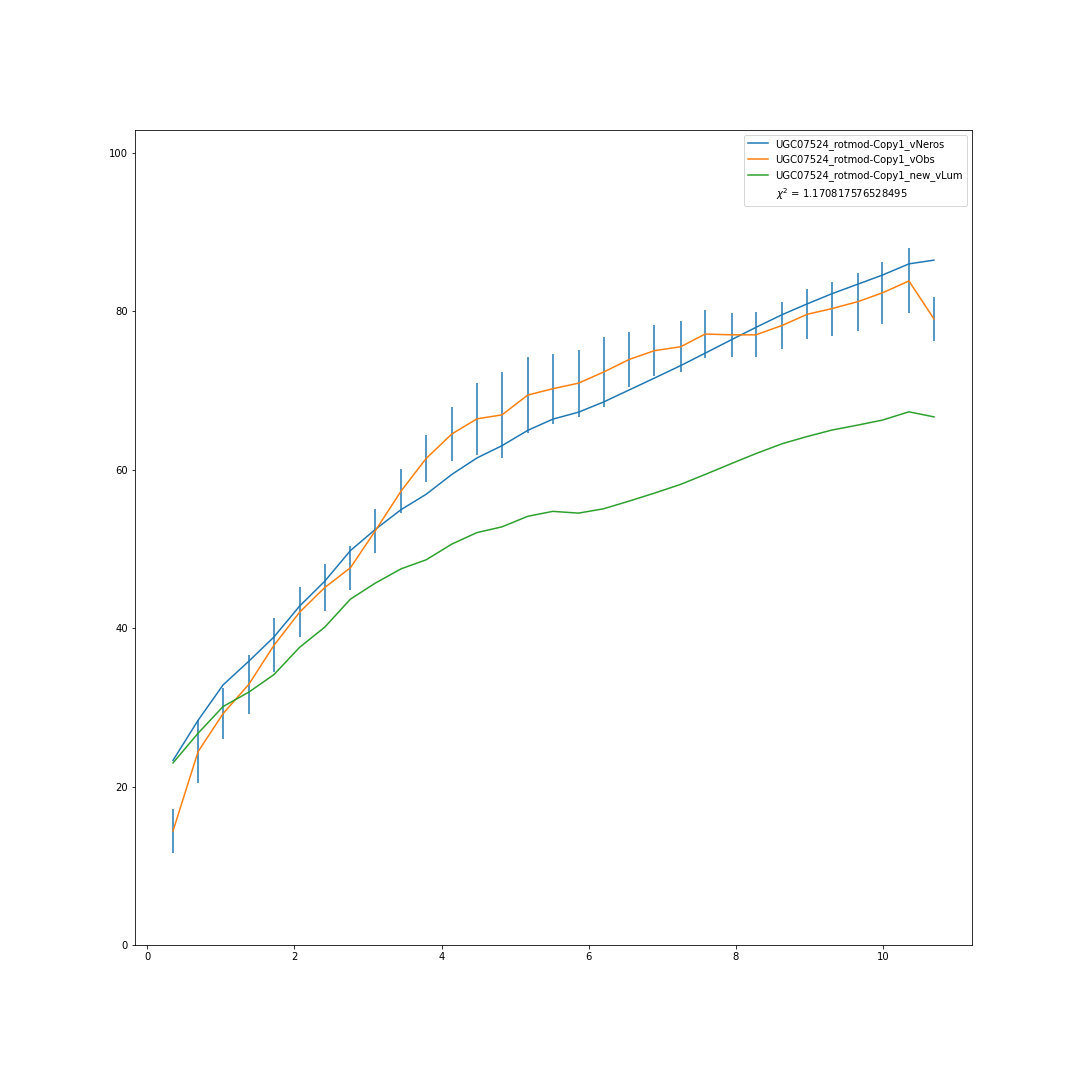 UGC07524_rotmod-Copy1_vNeros
UGC07524_rotmod-Copy1_vObs
UGC07524_rotmod-Copy1_new_vLum
χ² = 1.170817576528495
100
80
60
40
20
0
0 2 4 6 8 10